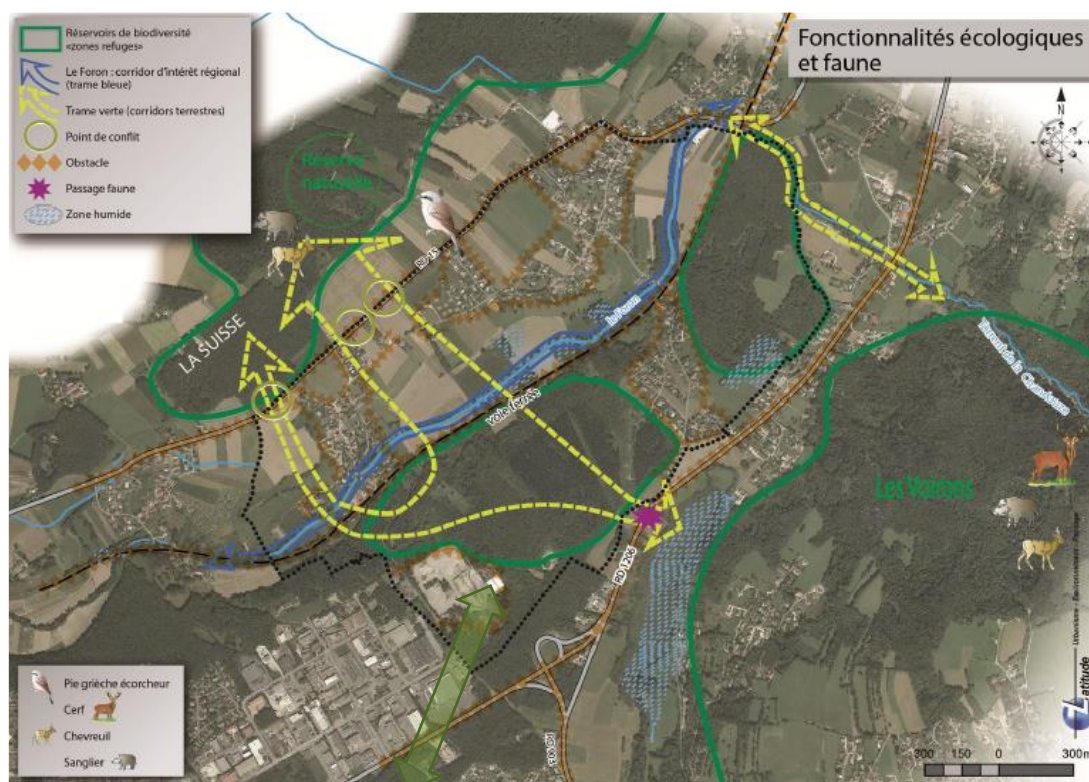 Réservoirs de biodiversité
«zones refuges»
Le Foron : corridor d'intérêt régional
(trame bleue)
Trame verte (corridors terrestres)
Point de conflit
Obstacle
Passage faune
Zone humide
Fonctionnalités écologiques
et faune
N
Réserve
naturelle
RD 15
LA SUISSE
le Foron
voie ferrée
RD 1206
Les Voirons
Pie grièche écorcheur
Cerf
Chevreuil
Sanglier
Latitude
300 150 0 300m